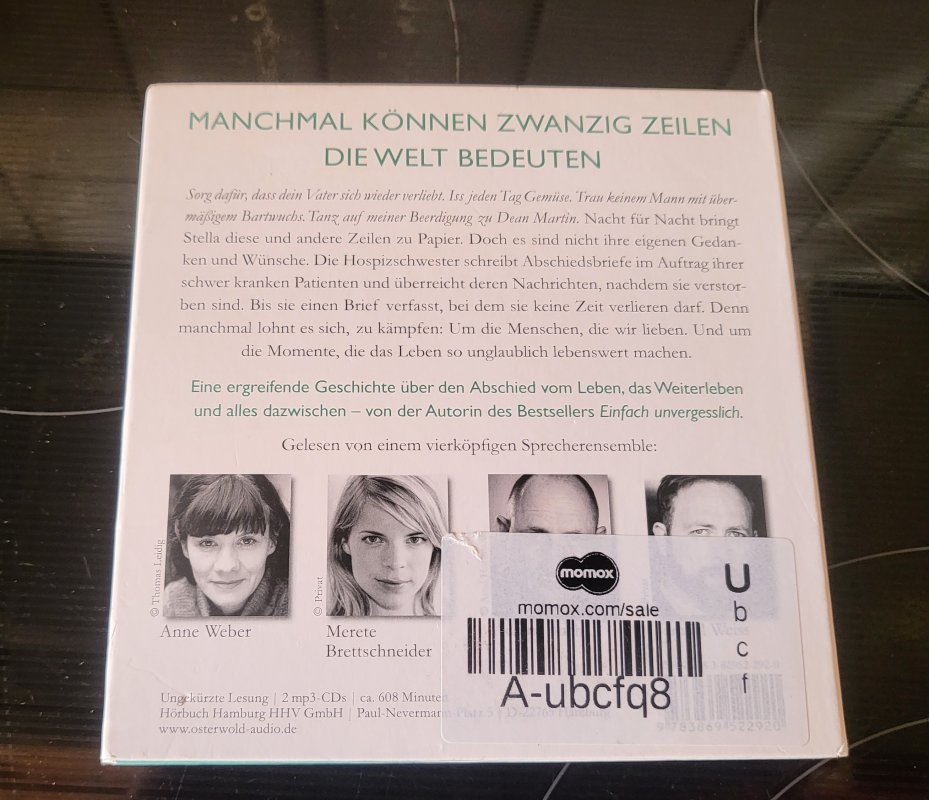 MANCHMAL KÖNNEN ZWANZIG ZEILEN
DIE WELT BEDEUTEN
Sorg dafür, dass dein Vater sich wieder verliebt. Iss jeden Tag Gemüse. Trau keinem Mann mit über-
mäßigem Bartwuchs. Tanz auf meiner Beerdigung zu Dean Martin. Nacht für Nacht bringt
Stella diese und andere Zeilen zu Papier. Doch es sind nicht ihre eigenen Gedan-
ken und Wünsche. Die Hospizschwester schreibt Abschiedsbriefe im Auftrag ihrer
schwer kranken Patienten und überreicht deren Nachrichten, nachdem sie verstor-
ben sind. Bis sie einen Brief verfasst, bei dem sie keine Zeit verlieren darf. Denn
manchmal lohnt es sich, zu kämpfen: Um die Menschen, die wir lieben. Und um
die Momente, die das Leben so unglaublich lebenswert machen.
Eine ergreifende Geschichte über den Abschied vom Leben, das Weiterleben
und alles dazwischen – von der Autorin des Bestsellers Einfach unvergesslich.
Gelesen von einem vierköpfigen Sprecherensemble:
© Thomas Leidig
© Privat
Anne Weber
Merete
Brettschneider
Weiss
momox
momox.com/sale
A-ubcfq8
U
b
c
f
Ungekürzte Lesung | 2 mp3-CDs | ca. 608 Minuten
Hörbuch Hamburg HHV GmbH | Paul-Nevermann-Platz 5 | D-22765 Hamburg
www.osterwold-audio.de
9783869522920